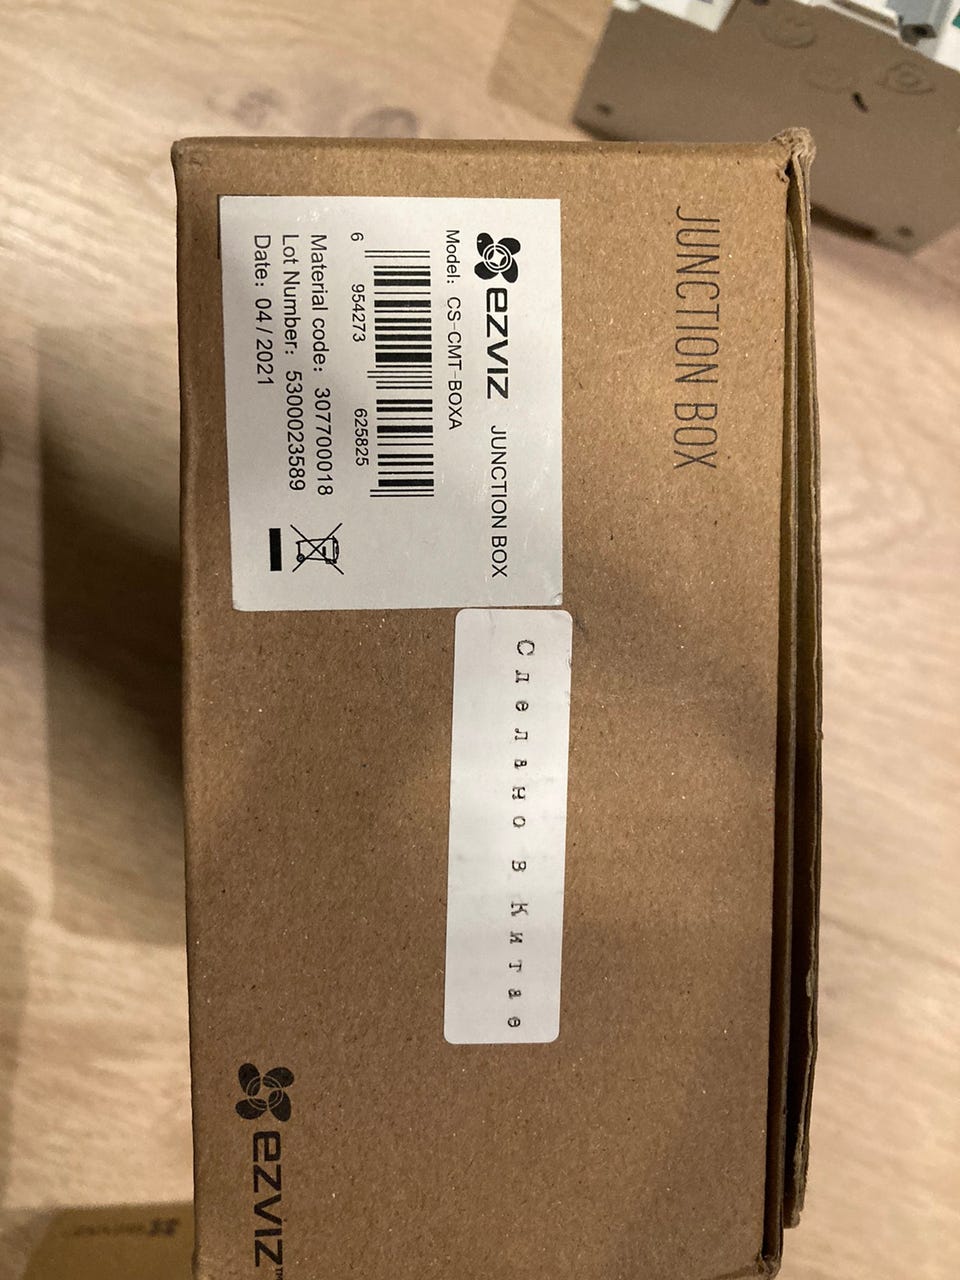 JUNCTION BOX
ezviz JUNCTION BOX
Model: CS-CMT-BOXA
6 954273 625825
Material code: 307700018
Lot Number: 5300023589
Date: 04/2021
Сделано в Китае
ezviz™